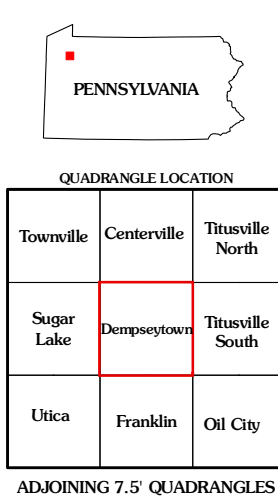 PENNSYLVANIA
QUADRANGLE LOCATION
Townville
Centerville
Titusville
North
Sugar
Lake
Dempseytown
Titusville
South
Utica
Franklin
Oil City
ADJOINING 7.5' QUADRANGLES